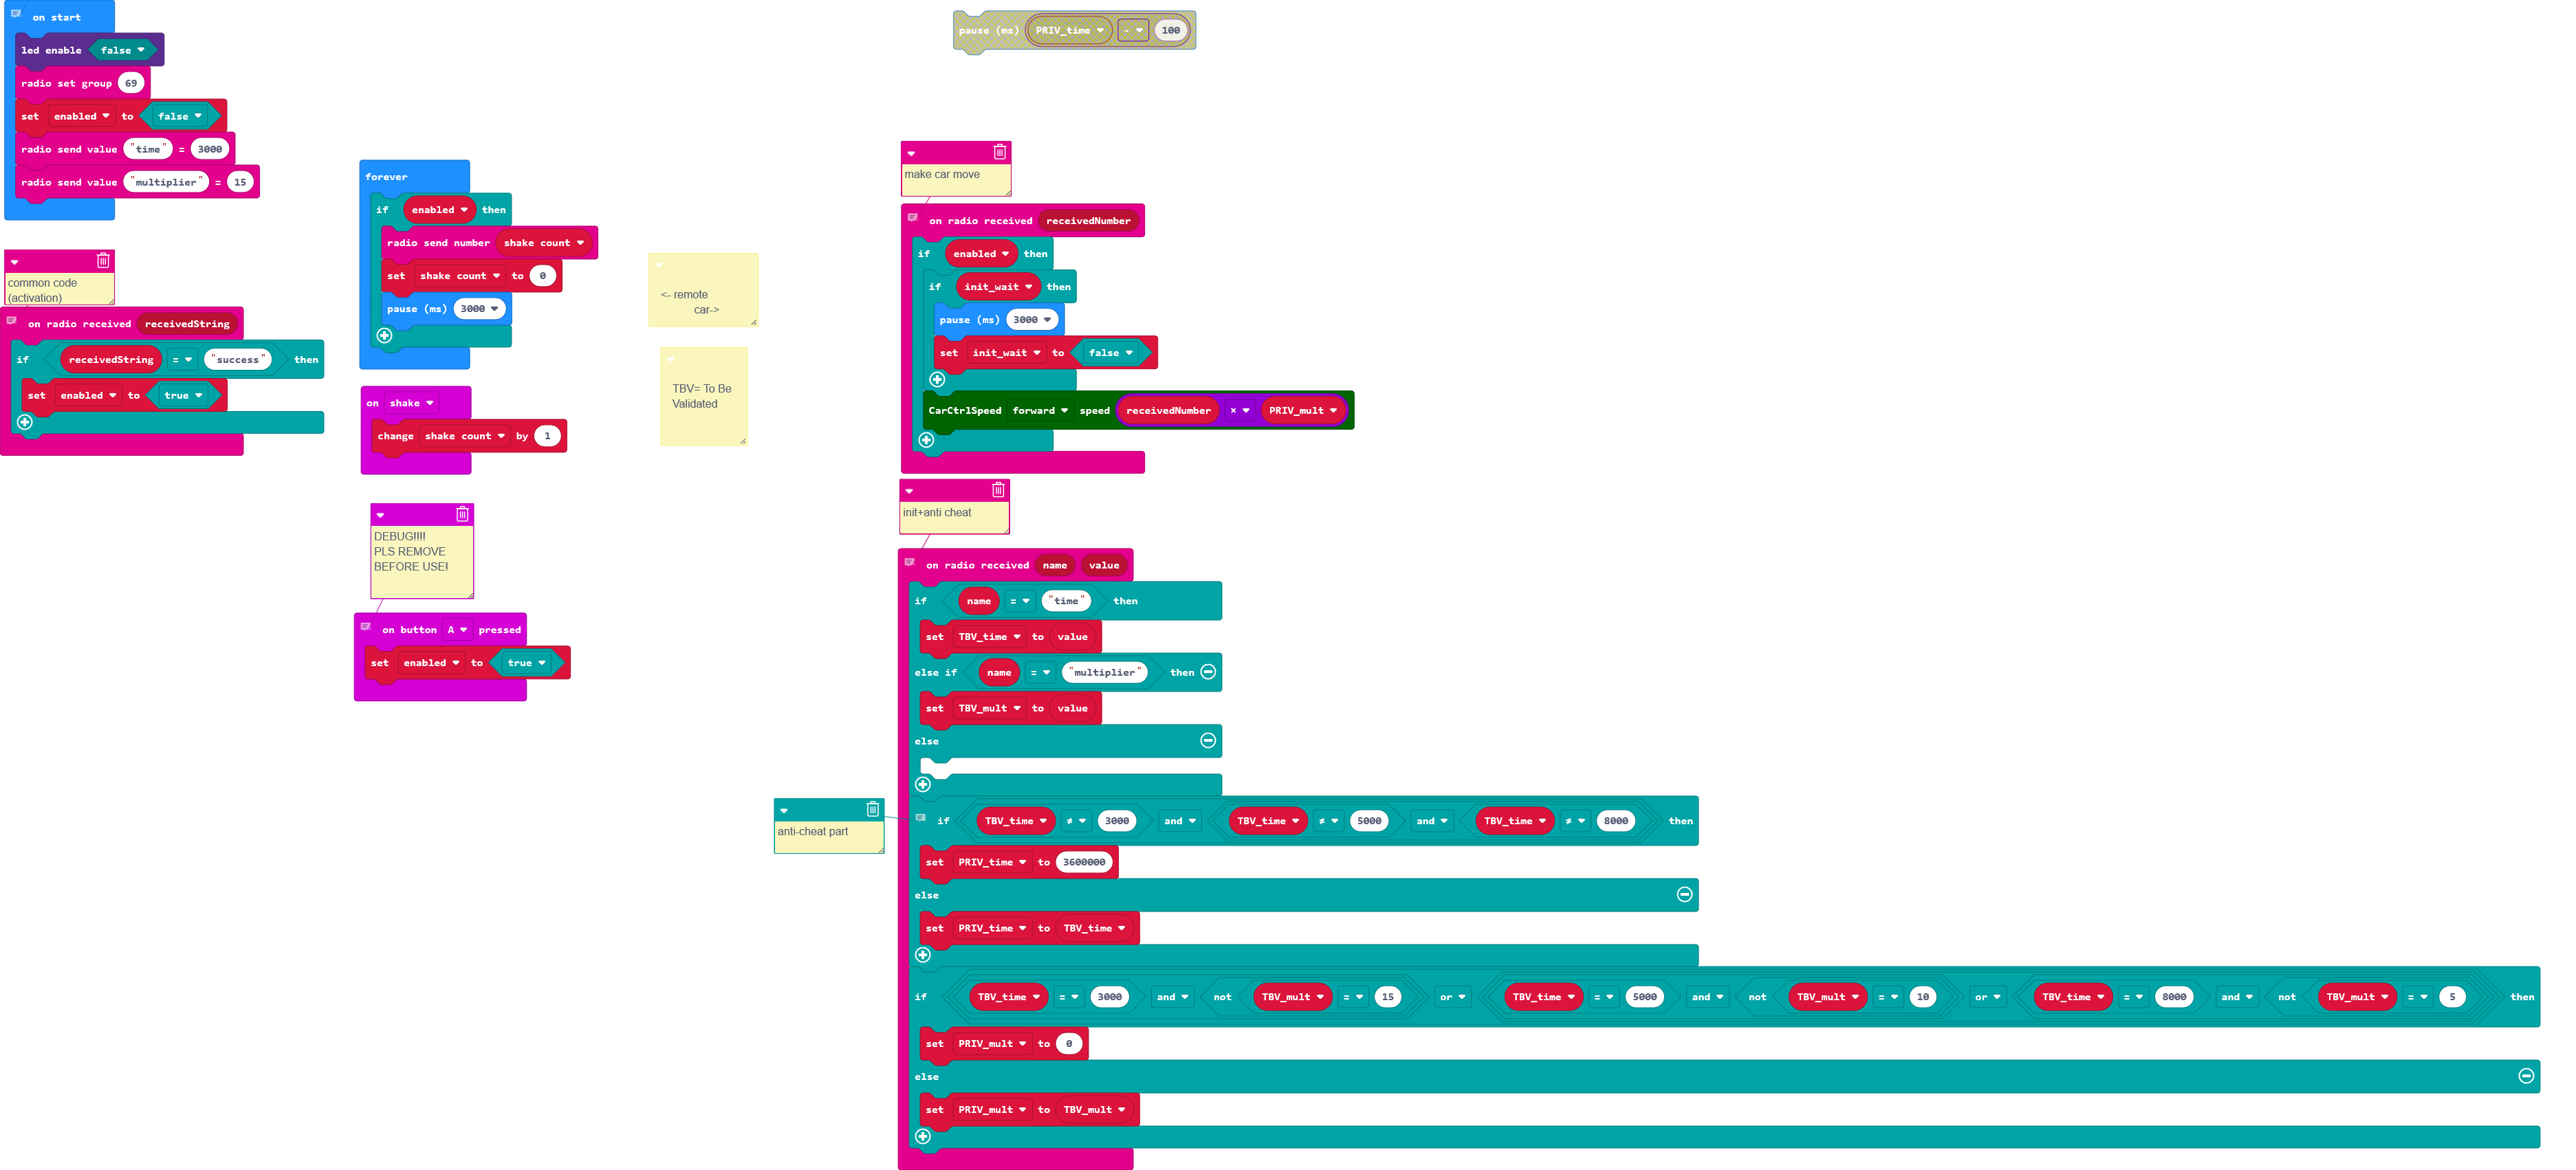 on start
led enable false
radio set group 69
set enabled to false
radio send value "time" = 3000
radio send value "multiplier" = 15
common code
(activation)
on radio received receivedString
if receivedString = "success" then
set enabled to true
forever
if enabled then
radio send number shake count
set shake count to 0
pause (ms) 3000
on shake
change shake count by 1
DEBUG!!!!
PLS REMOVE
BEFORE USE!
on button A pressed
set enabled to true
<- remote
car->
TBV= To Be
Validated
pause (ms) PRIV_time - 100
make car move
on radio received receivedNumber
if enabled then
if init_wait then
pause (ms) 3000
set init_wait to false
CarCtrlSpeed forward speed receivedNumber × PRIV_mult
init+anti cheat
on radio received name value
if name = "time" then
set TBV_time to value
else if name = "multiplier" then
set TBV_mult to value
else
anti-cheat part
if TBV_time ≠ 3000 and TBV_time ≠ 5000 and TBV_time ≠ 8000 then
set PRIV_time to 3600000
else
set PRIV_time to TBV_time
if TBV_time = 3000 and not TBV_mult = 15 or TBV_time = 5000 and not TBV_mult = 10 or TBV_time = 8000 and not TBV_mult = 5 then
set PRIV_mult to 0
else
set PRIV_mult to TBV_mult